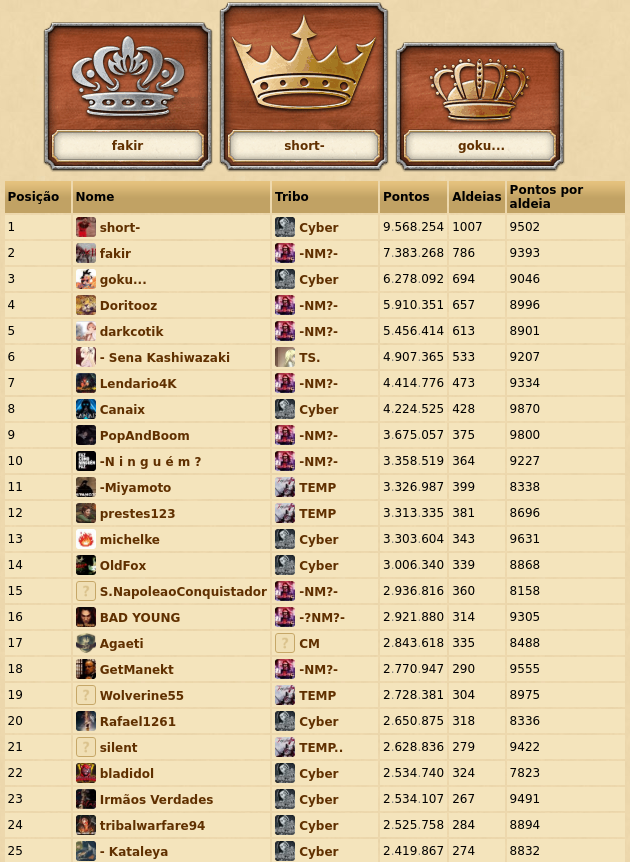 fakir
short-
goku...
Posição Nome Tribo Pontos Aldeias Pontos por aldeia
1 short- Cyber 9.568.254 1007 9502
2 fakir -NM?- 7.383.268 786 9393
3 goku... Cyber 6.278.092 694 9046
4 Doritooz -NM?- 5.910.351 657 8996
5 darkcotik -NM?- 5.456.414 613 8901
6 - Sena Kashiwazaki TS. 4.907.365 533 9207
7 Lendario4K -NM?- 4.414.776 473 9334
8 Canaix Cyber 4.224.525 428 9870
9 PopAndBoom -NM?- 3.675.057 375 9800
10 -N i n g u é m ? -NM?- 3.358.519 364 9227
11 -Miyamoto TEMP 3.326.987 399 8338
12 prestes123 TEMP 3.313.335 381 8696
13 michelke Cyber 3.303.604 343 9631
14 OldFox Cyber 3.006.340 339 8868
15 S.NapoleaoConquistador -NM?- 2.936.816 360 8158
16 BAD YOUNG -?NM?- 2.921.880 314 9305
17 Agaeti CM 2.843.618 335 8488
18 GetManekt -NM?- 2.770.947 290 9555
19 Wolverine55 TEMP 2.728.381 304 8975
20 Rafael1261 Cyber 2.650.875 318 8336
21 silent TEMP.. 2.628.836 279 9422
22 bladidol Cyber 2.534.740 324 7823
23 Irmãos Verdades Cyber 2.534.107 267 9491
24 tribalwarfare94 Cyber 2.525.758 284 8894
25 - Kataleya Cyber 2.419.867 274 8832